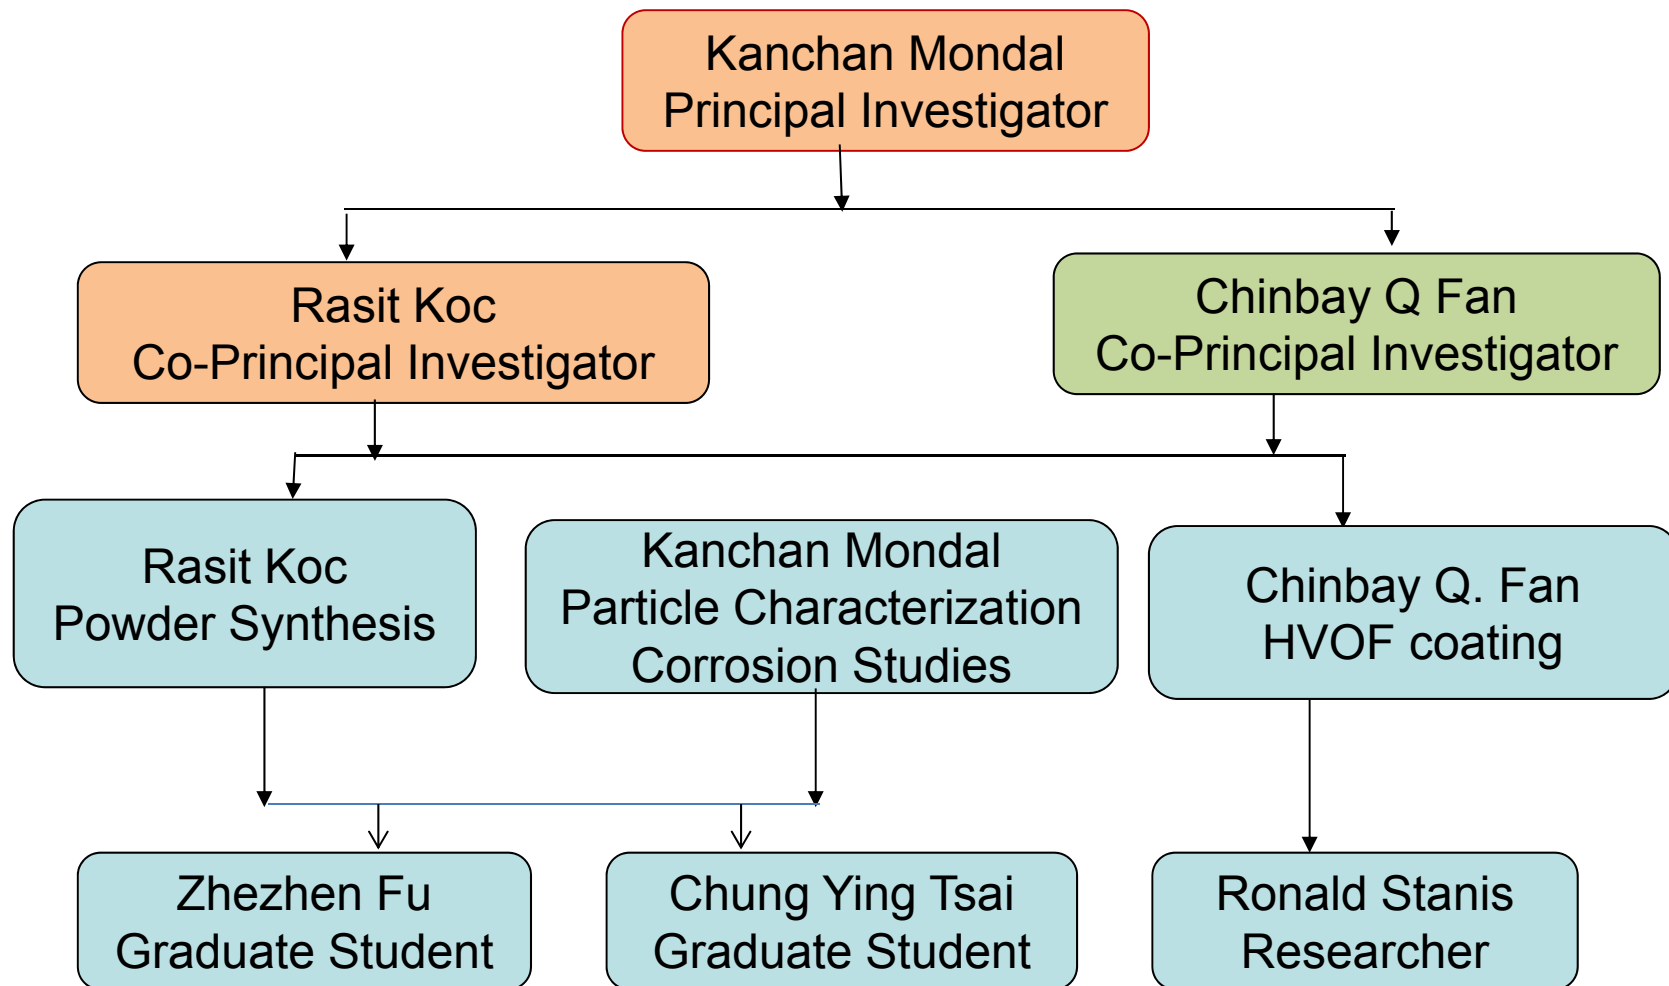 Kanchan Mondal
Principal Investigator
Rasit Koc
Co-Principal Investigator
Chinbay Q Fan
Co-Principal Investigator
Rasit Koc
Powder Synthesis
Kanchan Mondal
Particle Characterization
Corrosion Studies
Chinbay Q. Fan
HVOF coating
Zhezhen Fu
Graduate Student
Chung Ying Tsai
Graduate Student
Ronald Stanis
Researcher